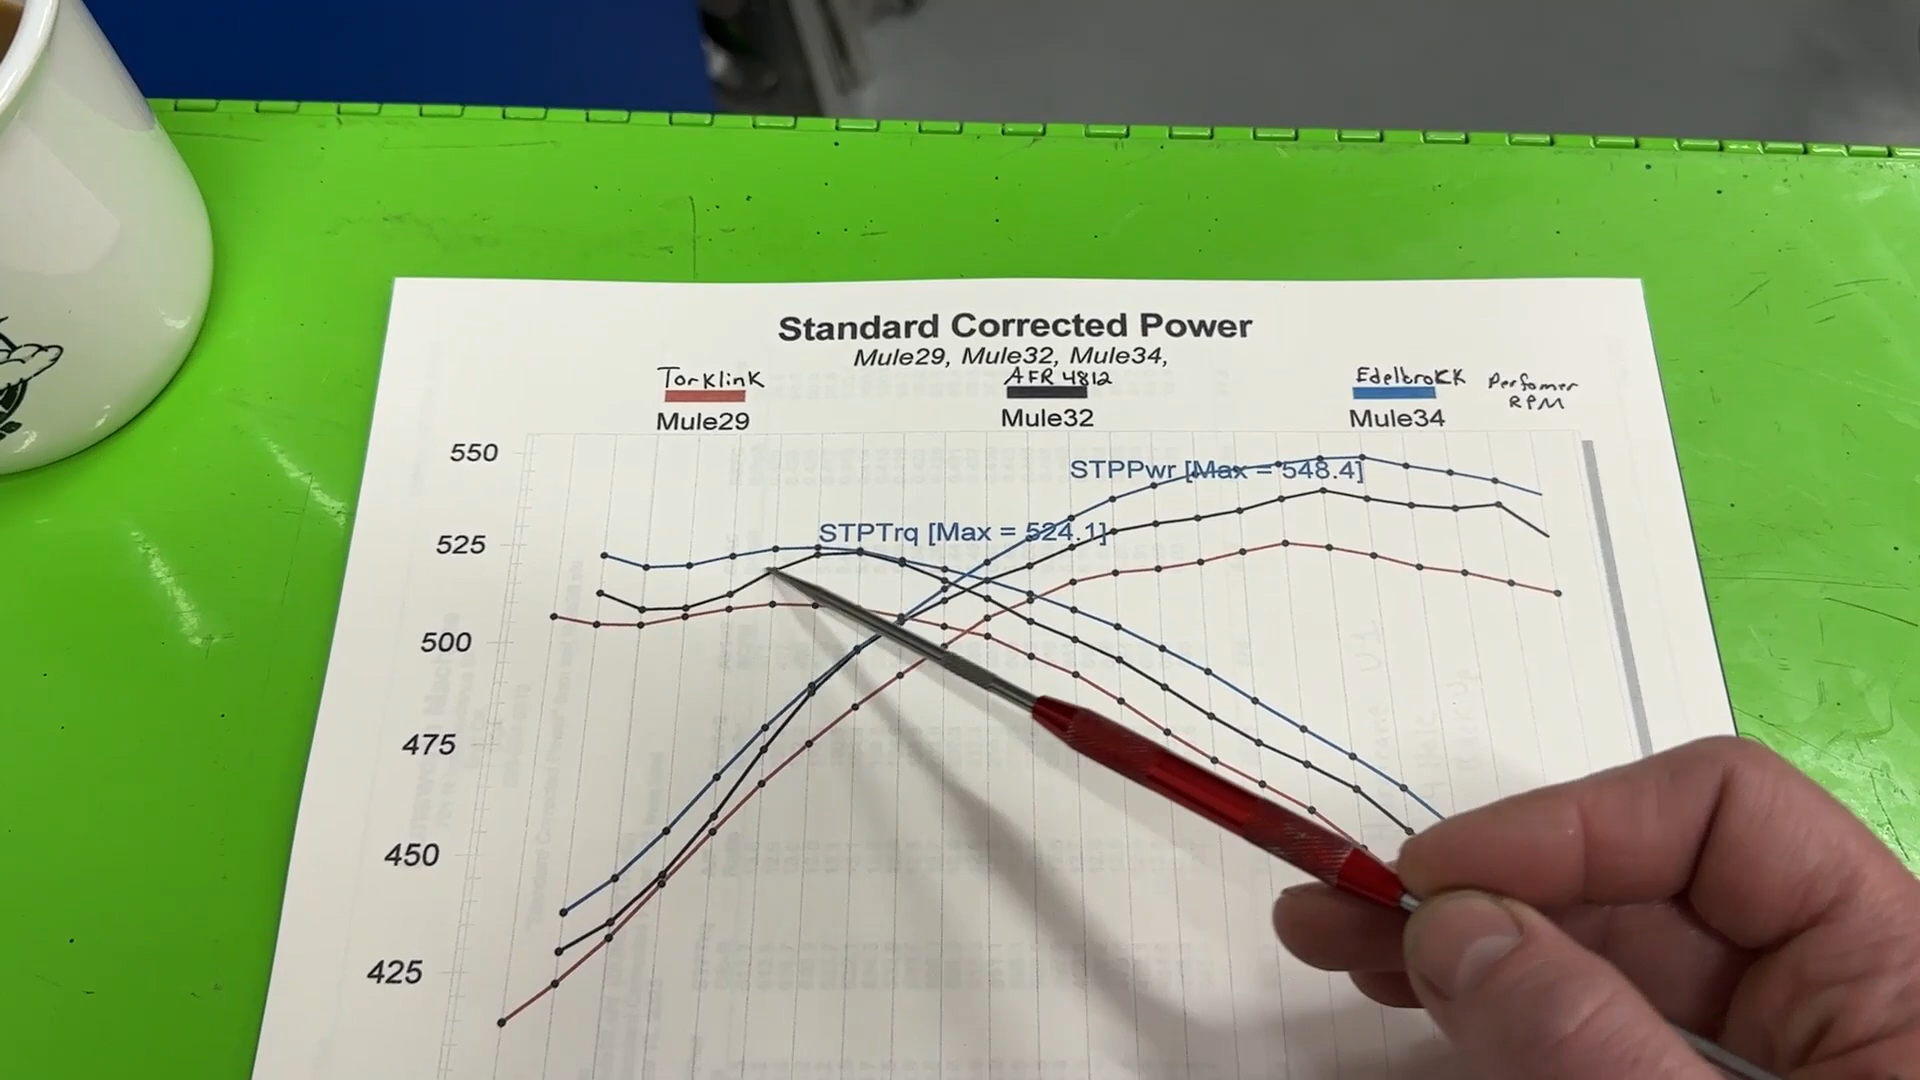 Standard Corrected Power
Mule29, Mule32, Mule34,
Torklink
AFR 4812
Edelbrokk
Perfomer
RPM
Mule29
Mule32
Mule34
550
STPPwr [Max = 548.4]
STPTrq [Max = 524.1]
525
500
475
450
425